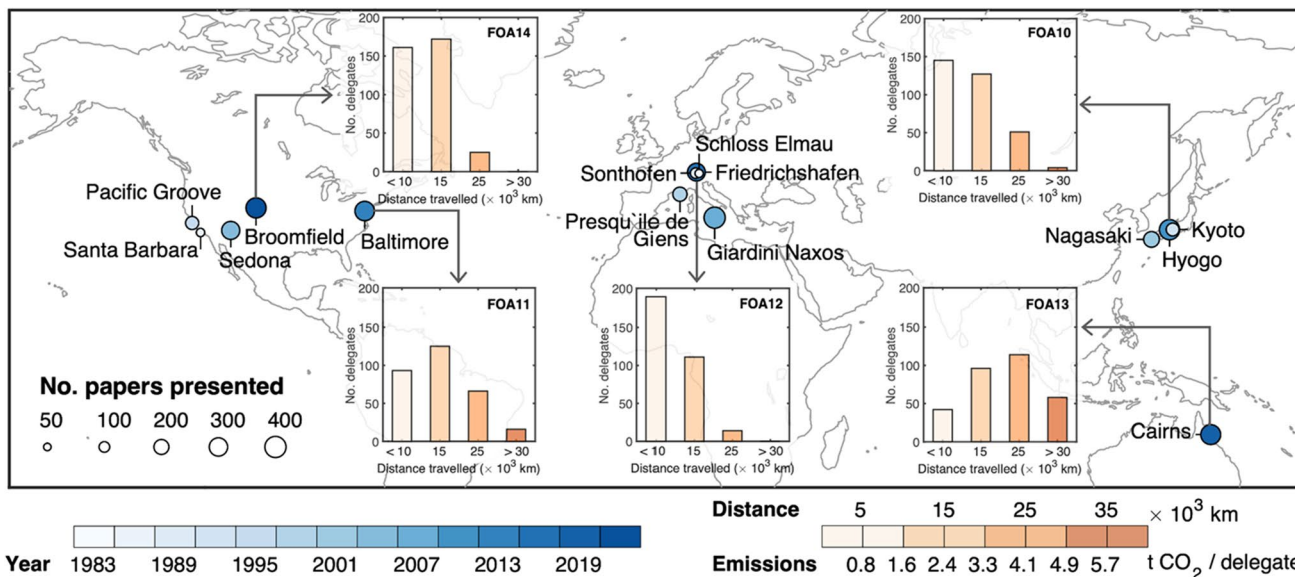 200
150
100
50
0
No. delegates
FOA14
< 10 15 25 > 30
Distance travelled (× 10³ km)
200
150
100
50
0
No. delegates
FOA10
< 10 15 25 > 30
Distance travelled (× 10³ km)
Schloss Elmau
Sonthofen
Friedrichshafen
Presqu`ile de
Giens
Giardini Naxos
Pacific Groove
Santa Barbara
Sedona
Broomfield
Baltimore
Nagasaki
Kyoto
Hyogo
200
150
100
50
0
No. delegates
FOA11
< 10 15 25 > 30
Distance travelled (× 10³ km)
200
150
100
50
0
No. delegates
FOA12
< 10 15 25 > 30
Distance travelled (× 10³ km)
200
150
100
50
0
No. delegates
FOA13
< 10 15 25 > 30
Distance travelled (× 10³ km)
Cairns
No. papers presented
50 100 200 300 400
Year 1983 1989 1995 2001 2007 2013 2019
Distance 5 15 25 35 × 10³ km
Emissions 0.8 1.6 2.4 3.3 4.1 4.9 5.7 t CO₂ / delegate